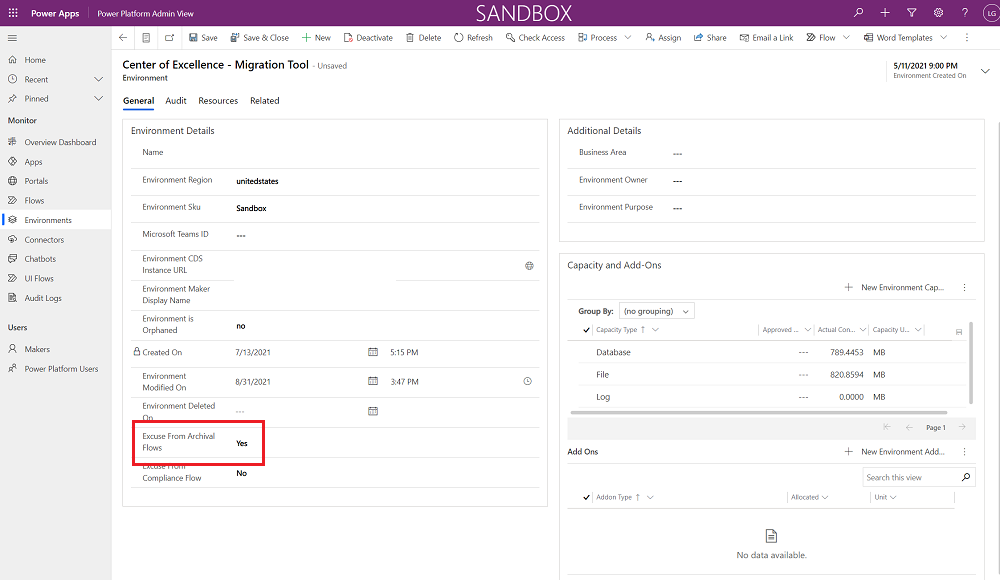 Power Apps
Power Platform Admin View
SANDBOX
?
LG
Save
Save & Close
New
Deactivate
Delete
Refresh
Check Access
Process
Assign
Share
Email a Link
Flow
Word Templates
Home
Recent
Pinned
Monitor
Overview Dashboard
Apps
Portals
Flows
Environments
Connectors
Chatbots
UI Flows
Audit Logs
Users
Makers
Power Platform Users
Center of Excellence - Migration Tool - Unsaved
Environment
5/11/2021 9:00 PM
Environment Created On
General
Audit
Resources
Related
Environment Details
Name
Environment Region
unitedstates
Environment Sku
Sandbox
Microsoft Teams ID
---
Environment CDS
Instance URL
Environment Maker
Display Name
Environment is
Orphaned
no
Created On
7/13/2021
5:15 PM
Environment
Modified On
8/31/2021
3:47 PM
Environment Deleted
On
---
Excuse From Archival
Flows
Yes
Excuse From
Compliance Flow
No
Additional Details
Business Area
---
Environment Owner
---
Environment Purpose
---
Capacity and Add-Ons
New Environment Cap...
Group By:
(no grouping)
Capacity Type
Approved ...
Actual Con...
Capacity U...
Database
---
789.4453
MB
File
---
820.8594
MB
Log
---
0.0000
MB
Page 1
Add Ons
New Environment Add...
Search this view
Addon Type
Allocated
Unit
No data available.